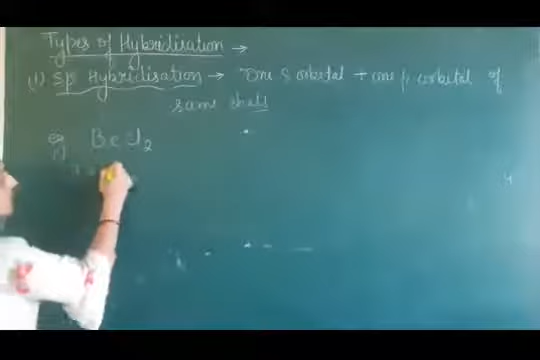 Types of Hybridisation →
(1) Sp Hybridisation → One s orbital + one p orbital of
same shell
eg BeCl2